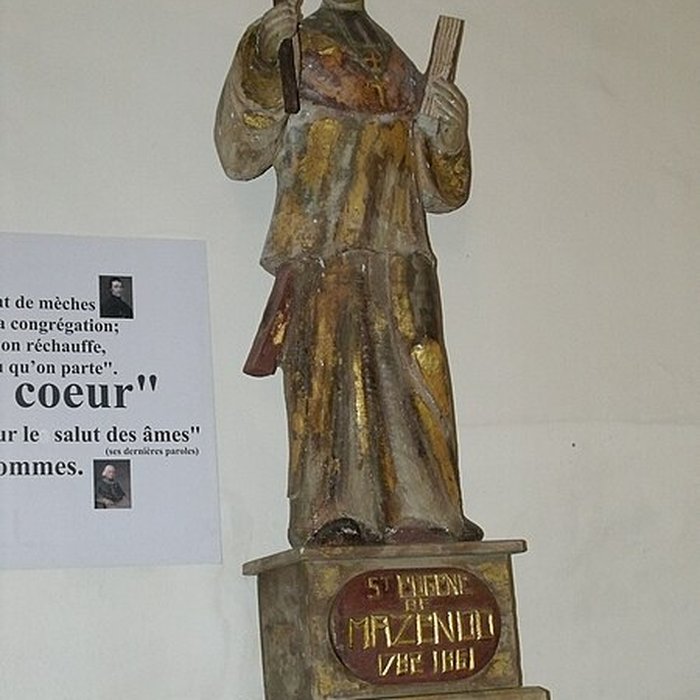 nt de mèches
a congrégation;
on réchauffe,
u qu'on parte".
coeur"
ur le salut des âmes"
(ses dernières paroles)
ommes.
ST EUGENE
DE
MAZENOD
1782 1861